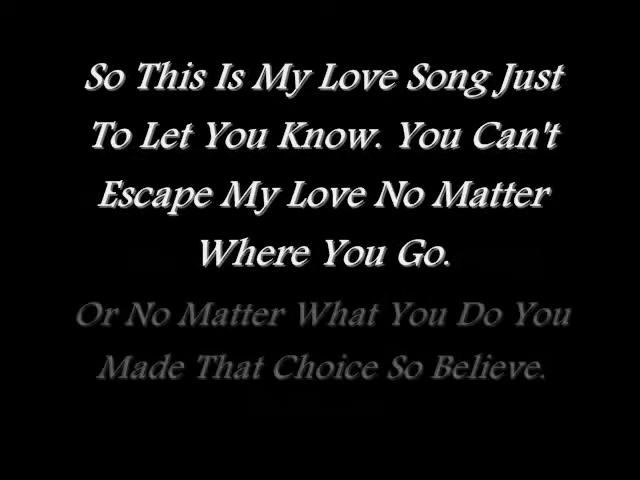 So This Is My Love Song Just
To Let You Know. You Can't
Escape My Love No Matter
Where You Go.
Or No Matter What You Do You
Made That Choice So Believe.